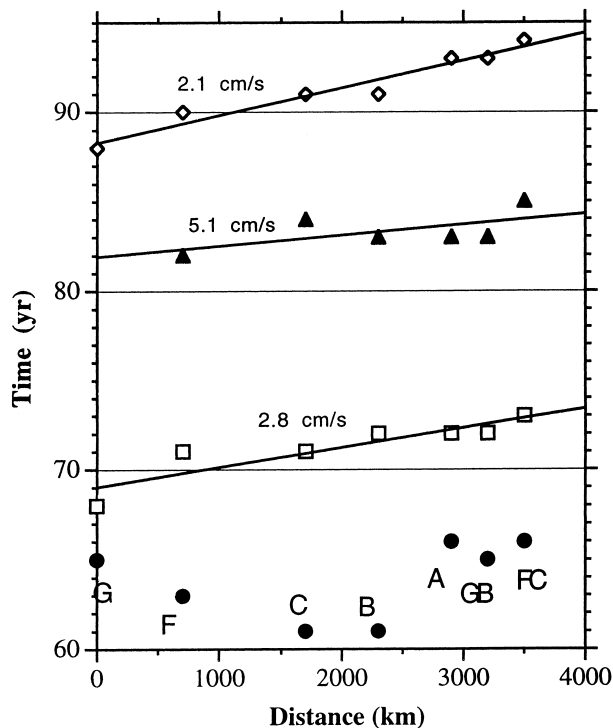 2.1 cm/s
90
5.1 cm/s
80
Time (yr)
2.8 cm/s
70
G
F
C
B
A
GB
FC
60
0
1000
2000
3000
4000
Distance (km)